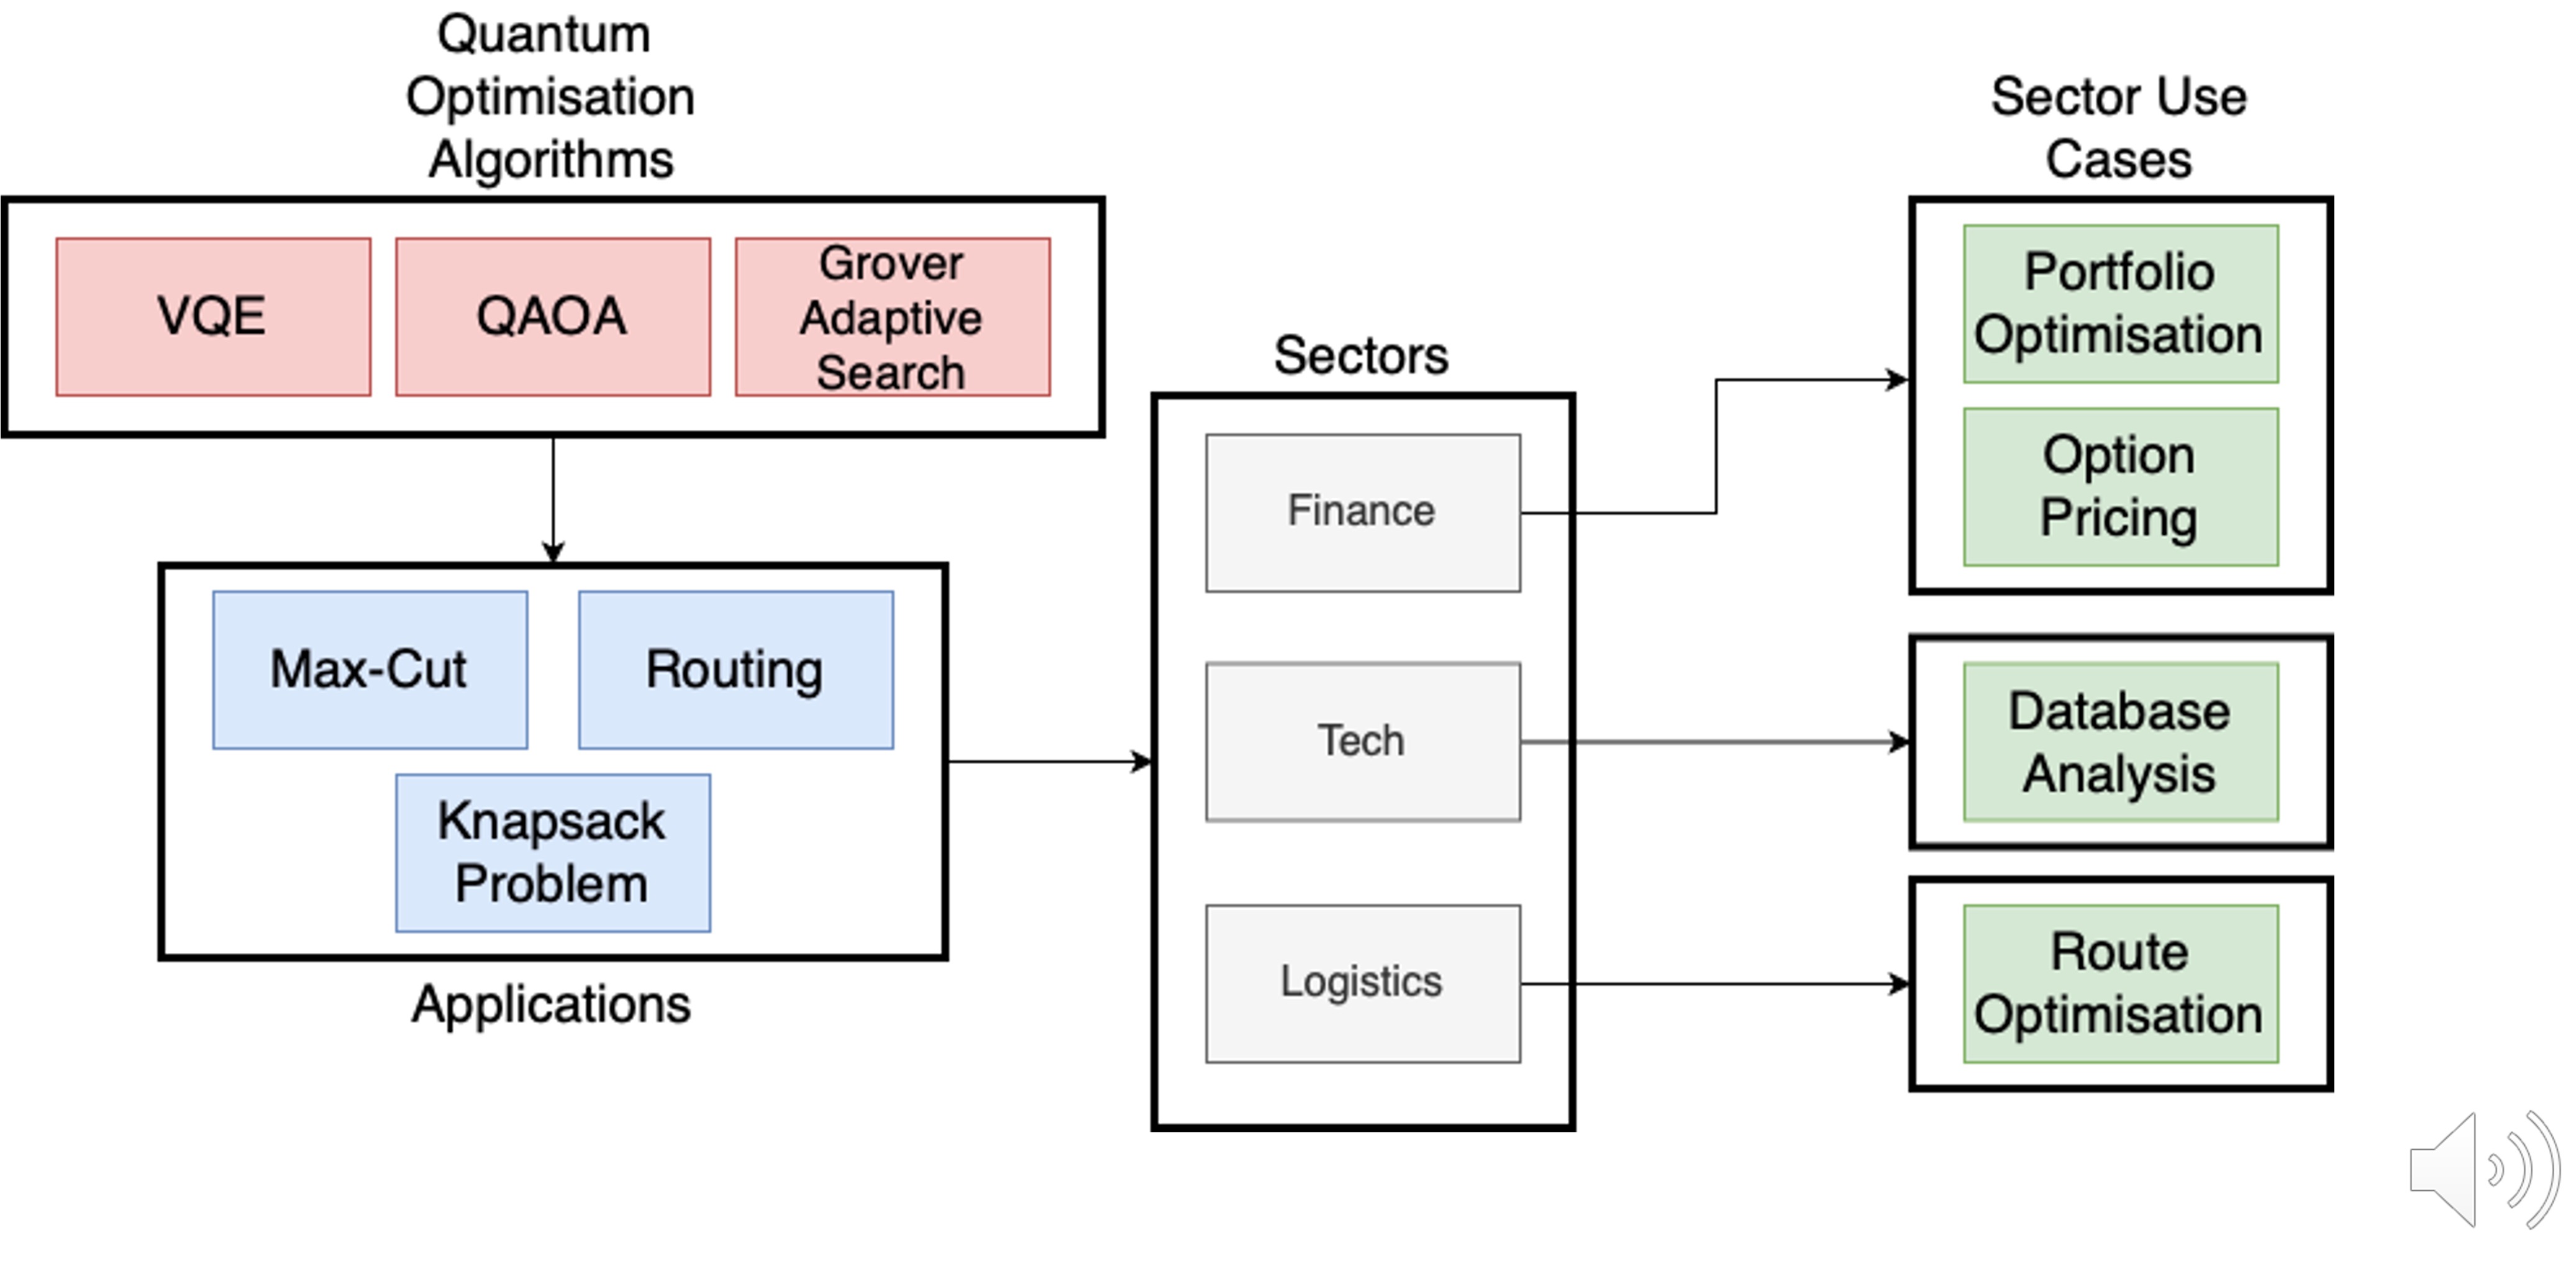 Quantum
Optimisation
Algorithms
VQE
QAOA
Grover
Adaptive
Search
Max-Cut
Routing
Knapsack
Problem
Applications
Sectors
Finance
Tech
Logistics
Sector Use
Cases
Portfolio
Optimisation
Option
Pricing
Database
Analysis
Route
Optimisation